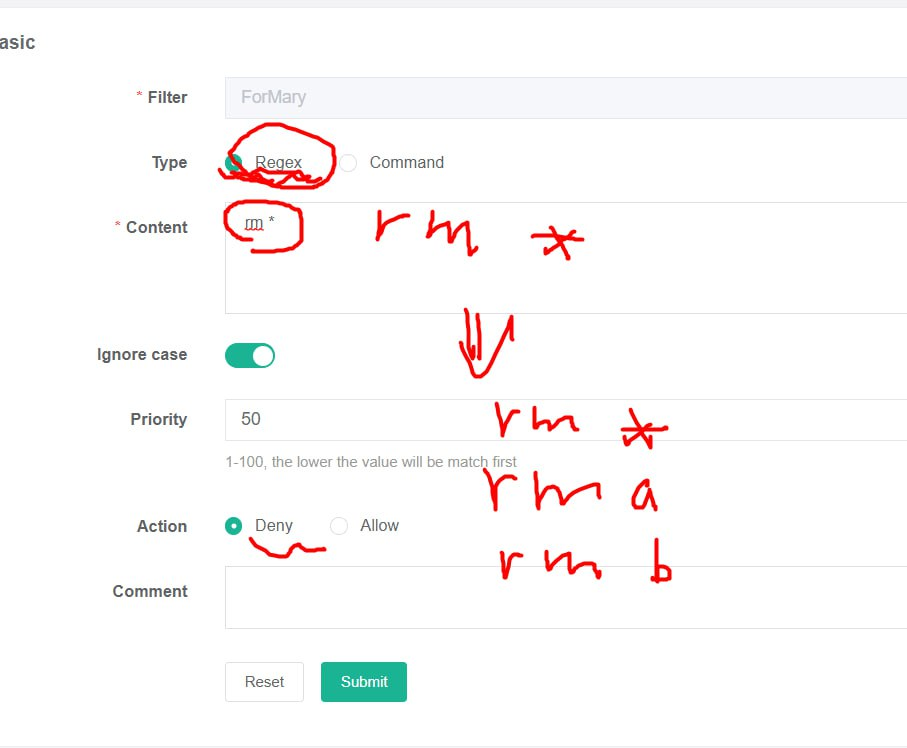 asic
* Filter ForMary
Type Regex Command
* Content rm * rm *
Ignore case
Priority 50 rm *
1-100, the lower the value will be match first
rm a
Action Deny Allow
rm b
Comment
Reset Submit